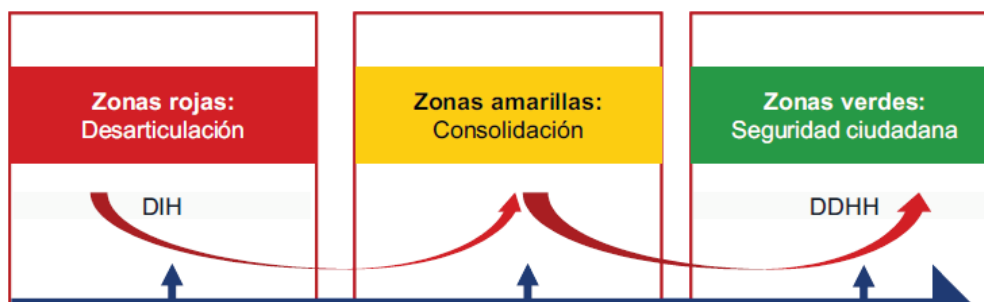 Zonas rojas:
Desarticulación
Zonas amarillas:
Consolidación
Zonas verdes:
Seguridad ciudadana
DIH
DDHH